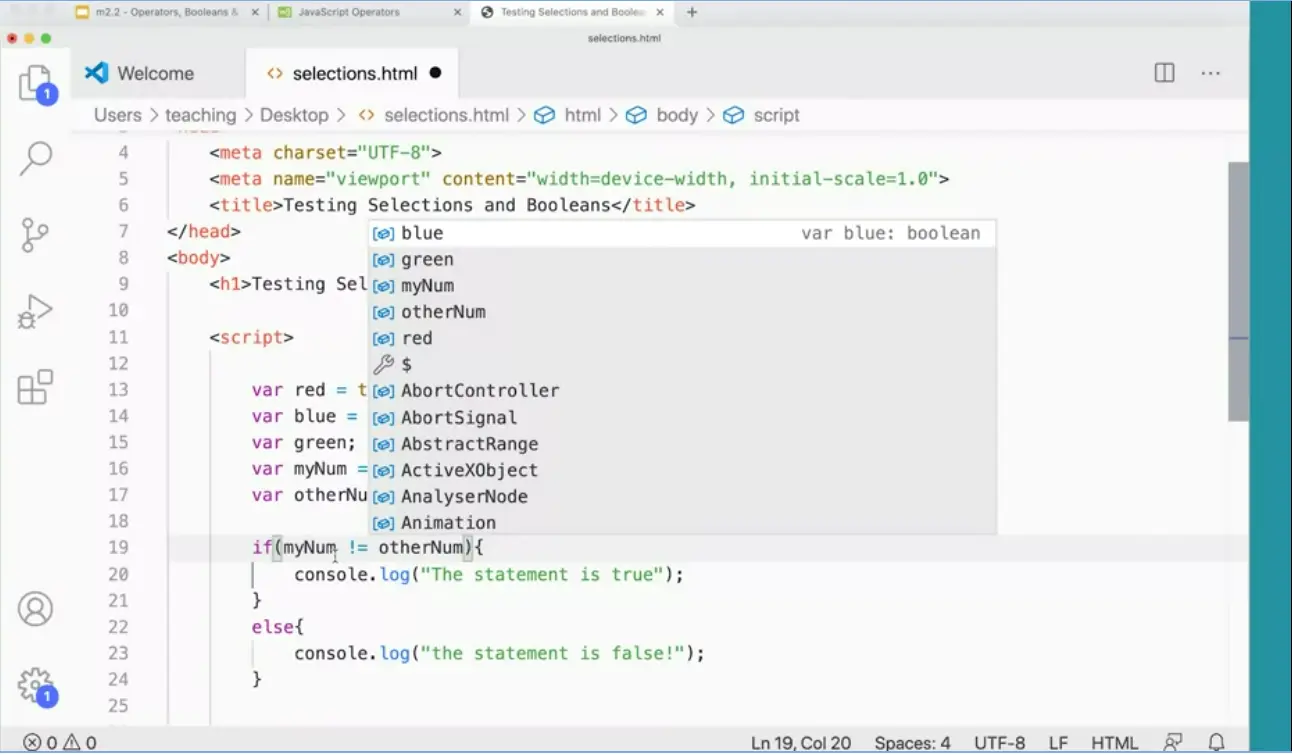 m2.2 - Operators, Booleans & JavaScript Operators Testing Selections and Boolea
selections.html
Welcome selections.html
Users > teaching > Desktop > selections.html > html > body > script
4 <meta charset="UTF-8">
5 <meta name="viewport" content="width=device-width, initial-scale=1.0">
6 <title>Testing Selections and Booleans</title>
7 </head>
8 <body>
9 <h1>Testing Sel
10
11 <script>
12
13 var red = t
14 var blue =
15 var green;
16 var myNum =
17 var otherNu
18
19 if(myNum != otherNum){
20 console.log("The statement is true");
21 }
22 else{
23 console.log("the statement is false!");
24 }
25
blue var blue: boolean
green
myNum
otherNum
red
$
AbortController
AbortSignal
AbstractRange
ActiveXObject
AnalyserNode
Animation
1
1
0 0 Ln 19, Col 20 Spaces: 4 UTF-8 LF HTML